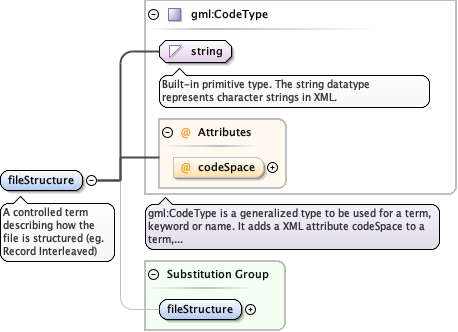 gml:CodeType
string
Built-in primitive type. The string datatype
represents character strings in XML.
@ Attributes
@ codeSpace
fileStructure
A controlled term
describing how the
file is structured (eg.
Record Interleaved)
gml:CodeType is a generalized type to be used for a term,
keyword or name. It adds a XML attribute codeSpace to a
term,...
Substitution Group
fileStructure